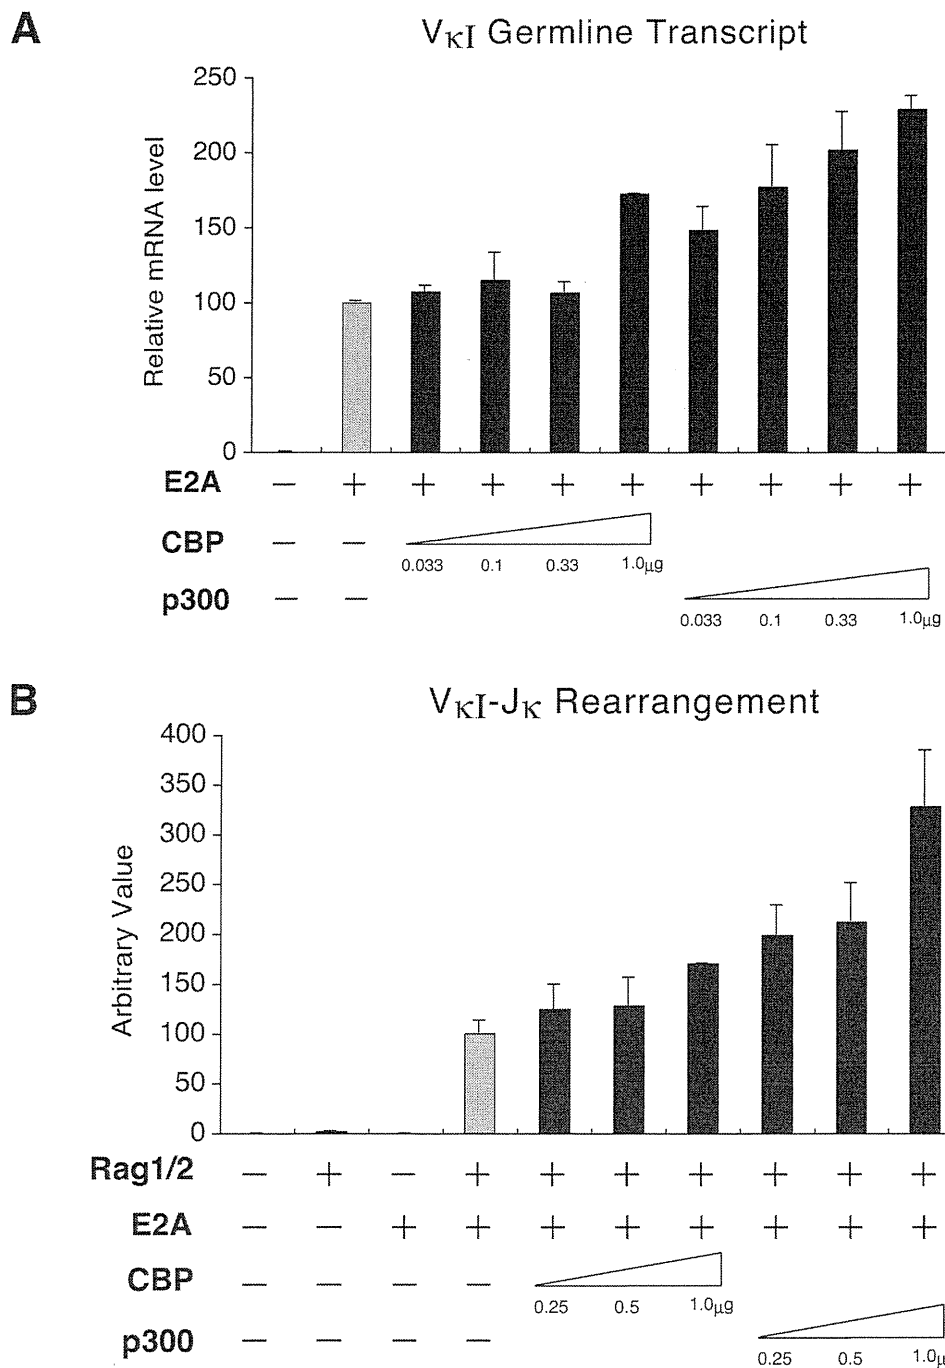 A
VκI Germline Transcript
Relative mRNA level
250
200
150
100
50
0
E2A − + + + + + + + + +
CBP − − 0.033 0.1 0.33 1.0μg
p300 − − 0.033 0.1 0.33 1.0μg
B
VκI-Jκ Rearrangement
Arbitrary Value
400
350
300
250
200
150
100
50
0
Rag1/2 − + − + + + + + + +
E2A − − + + + + + + + +
CBP − − − − 0.25 0.5 1.0μg
p300 − − − − 0.25 0.5 1.0μ